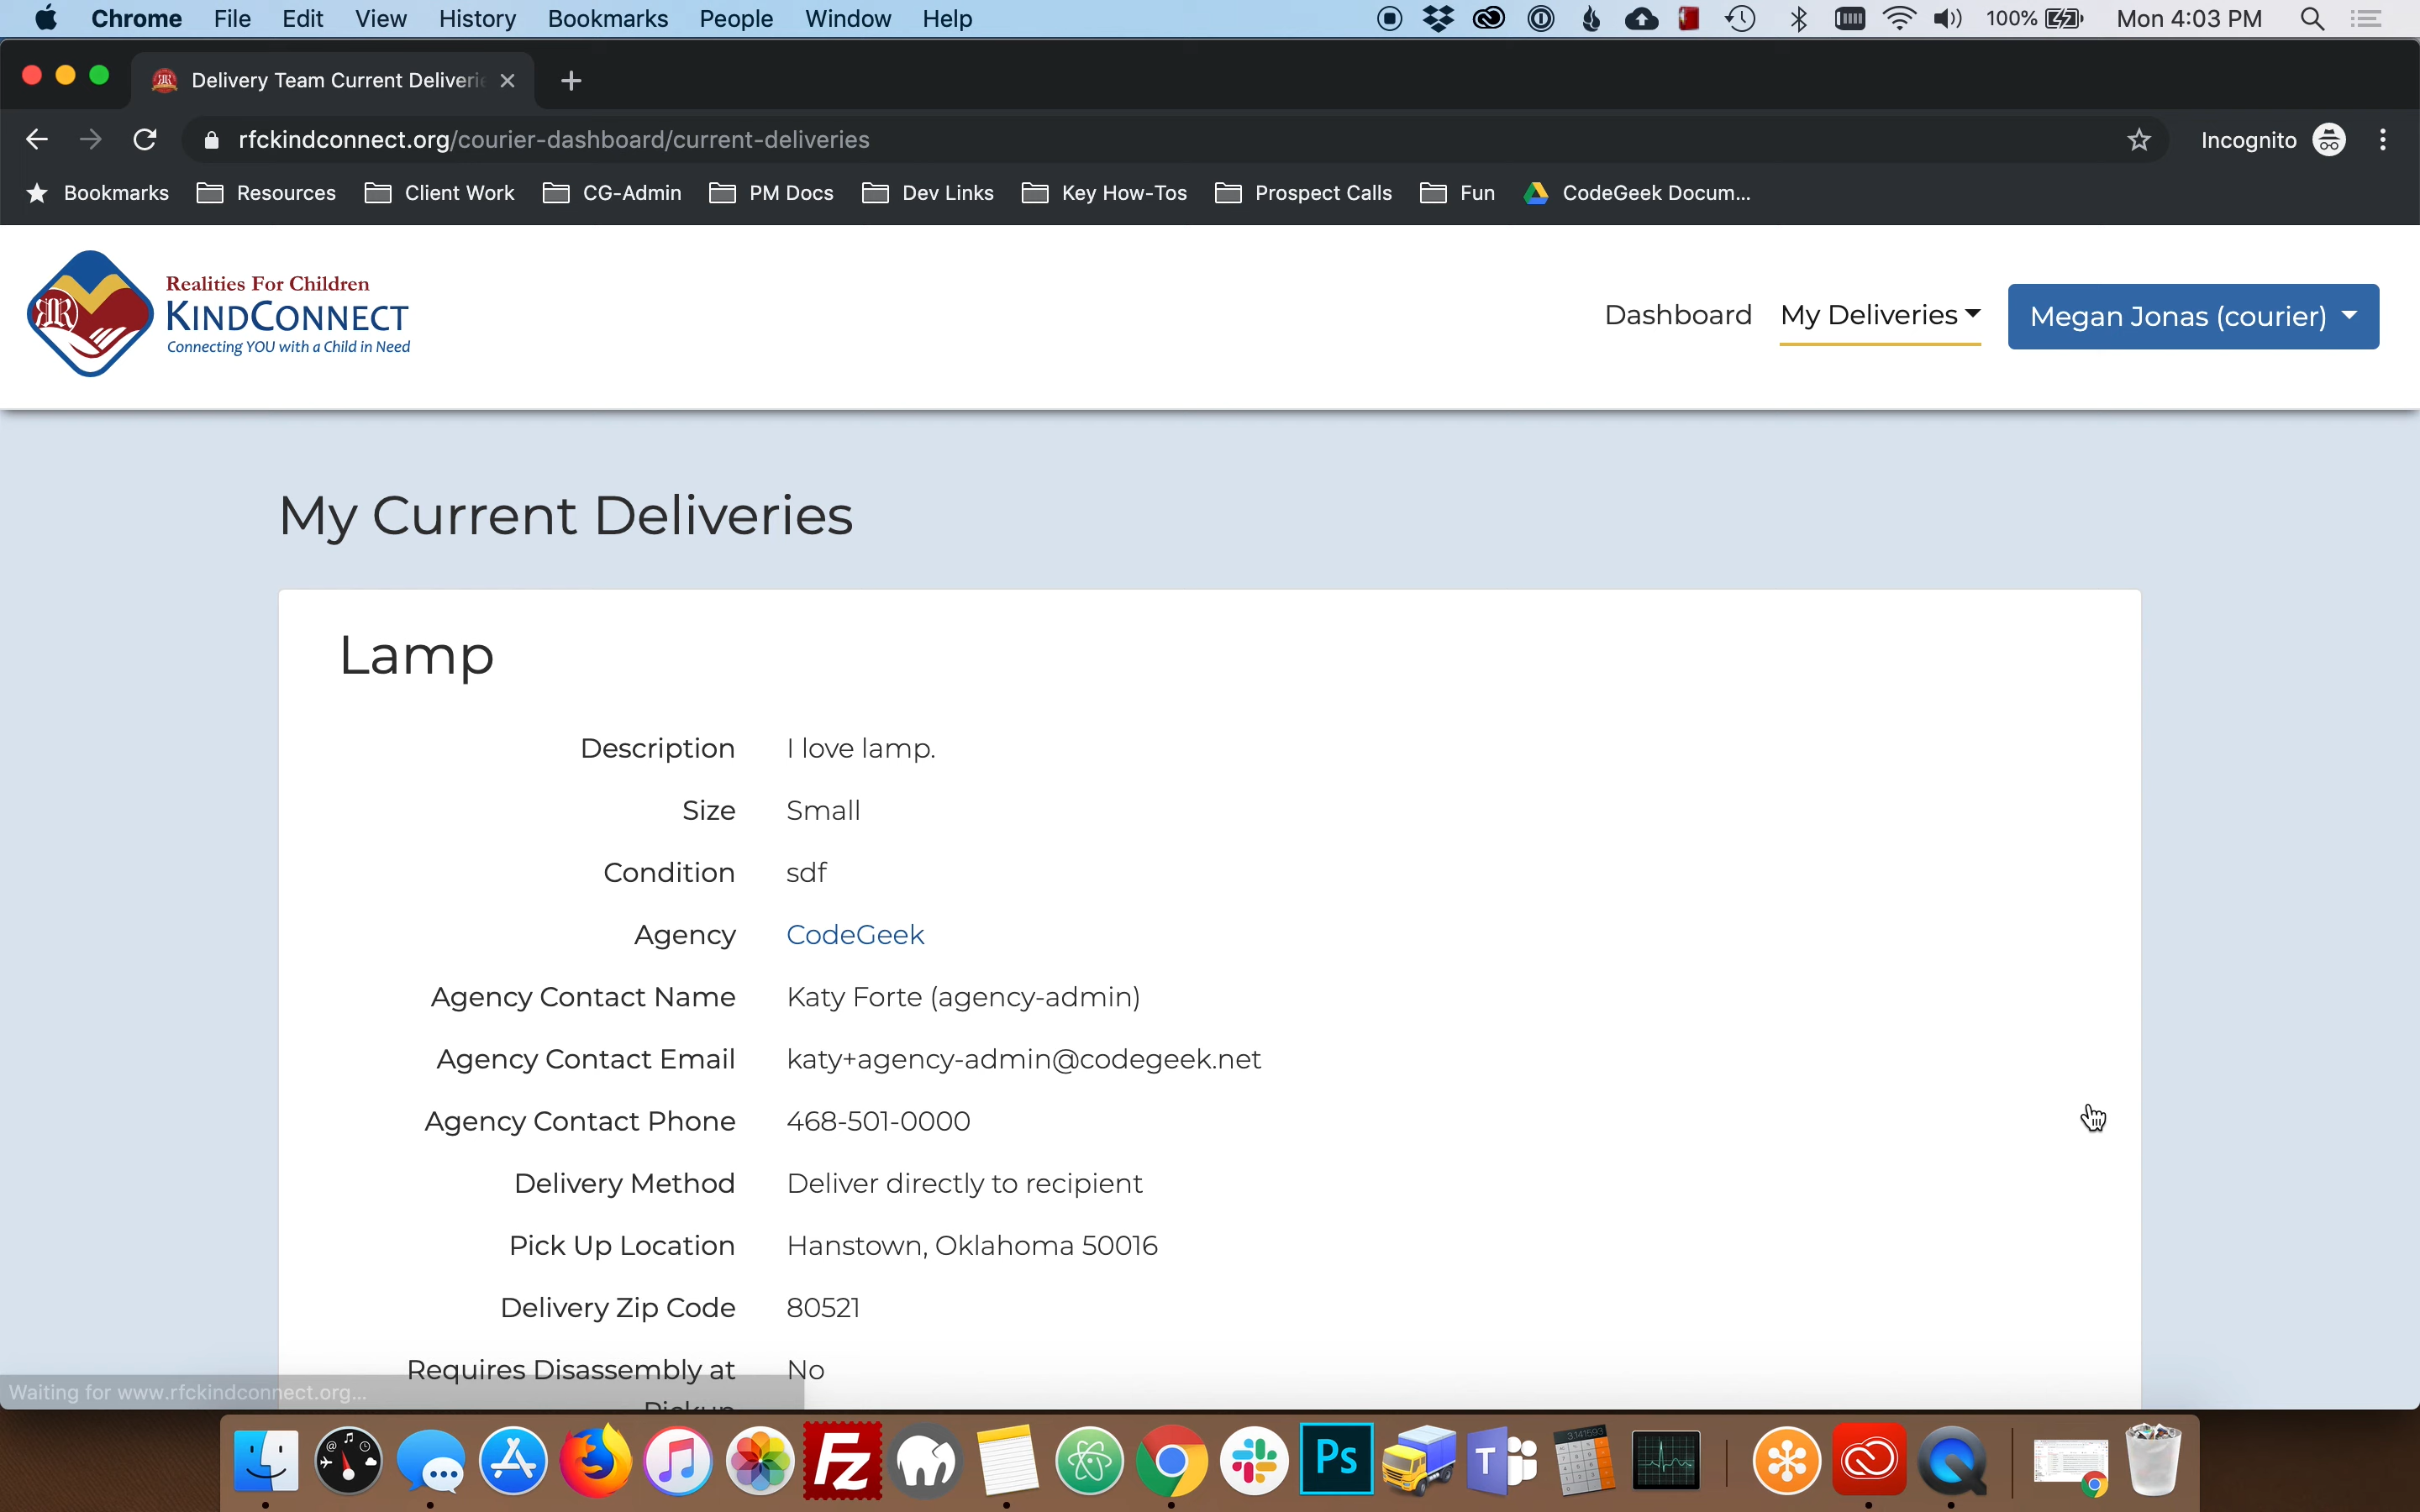 Chrome File Edit View History Bookmarks People Window Help 100% Mon 4:03 PM
Delivery Team Current Deliveri
rfckindconnect.org/courier-dashboard/current-deliveries Incognito
Bookmarks Resources Client Work CG-Admin PM Docs Dev Links Key How-Tos Prospect Calls Fun CodeGeek Docum...
Realities For Children
KINDCONNECT
Connecting YOU with a Child in Need
Dashboard My Deliveries Megan Jonas (courier)
My Current Deliveries
Lamp
Description I love lamp.
Size Small
Condition sdf
Agency CodeGeek
Agency Contact Name Katy Forte (agency-admin)
Agency Contact Email katy+agency-admin@codegeek.net
Agency Contact Phone 468-501-0000
Delivery Method Deliver directly to recipient
Pick Up Location Hanstown, Oklahoma 50016
Delivery Zip Code 80521
Requires Disassembly at No
Pickup
Waiting for www.rfckindconnect.org...
Fz Ps T 3.141593